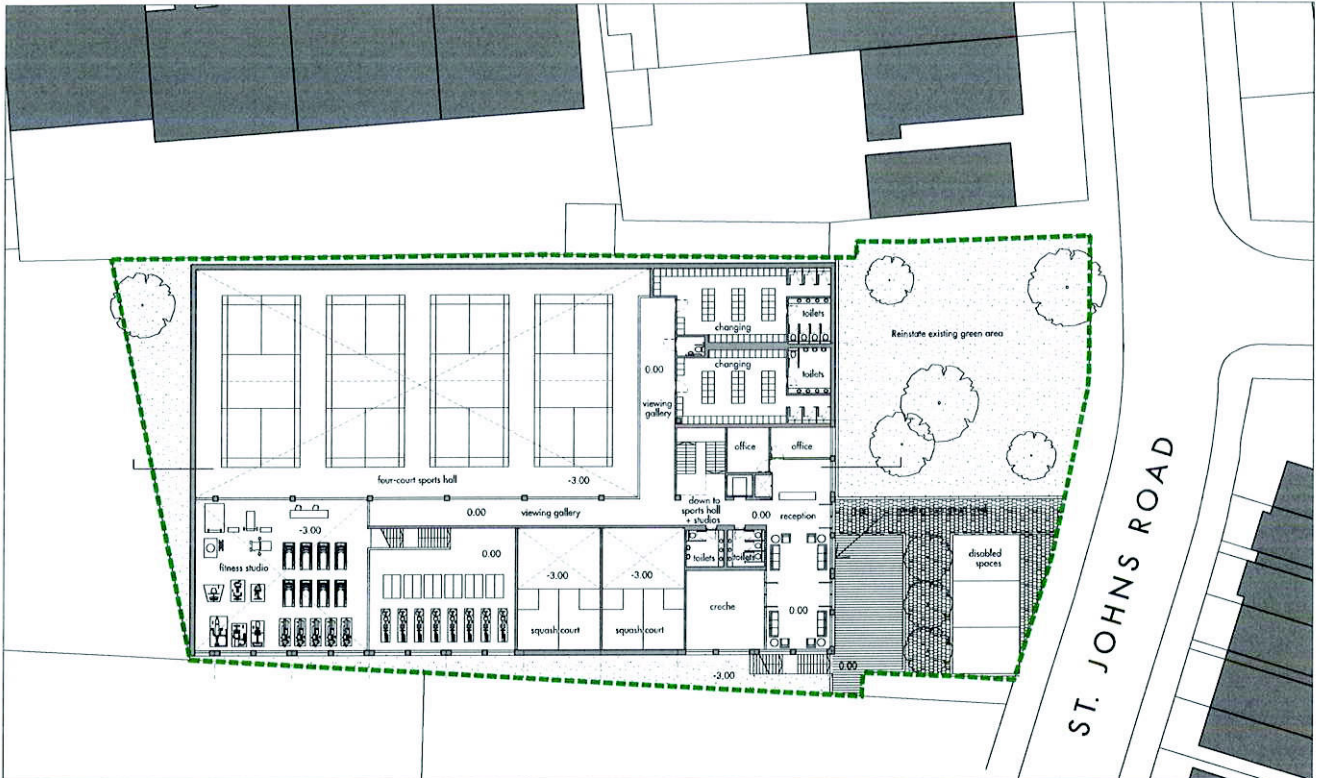 changing
toilets
Reinstate existing green area
changing
toilets
0.00
viewing
gallery
office
office
four-court sports hall
-3.00
down to
sports hall
+ studios
0.00
viewing gallery
0.00
reception
-3.00
fitness studio
0.00
toilets
toilets
disabled
spaces
-3.00
-3.00
creche
0.00
squash court
squash court
-3.00
0.00
ST. JOHNS ROAD